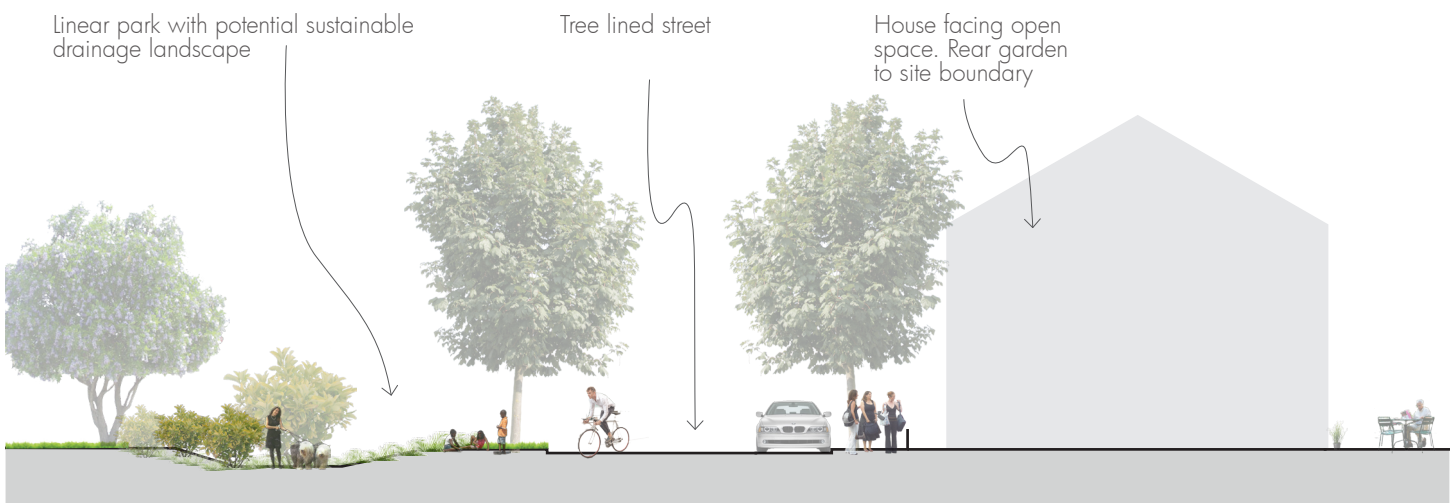 Linear park with potential sustainable
drainage landscape
Tree lined street
House facing open
space. Rear garden
to site boundary